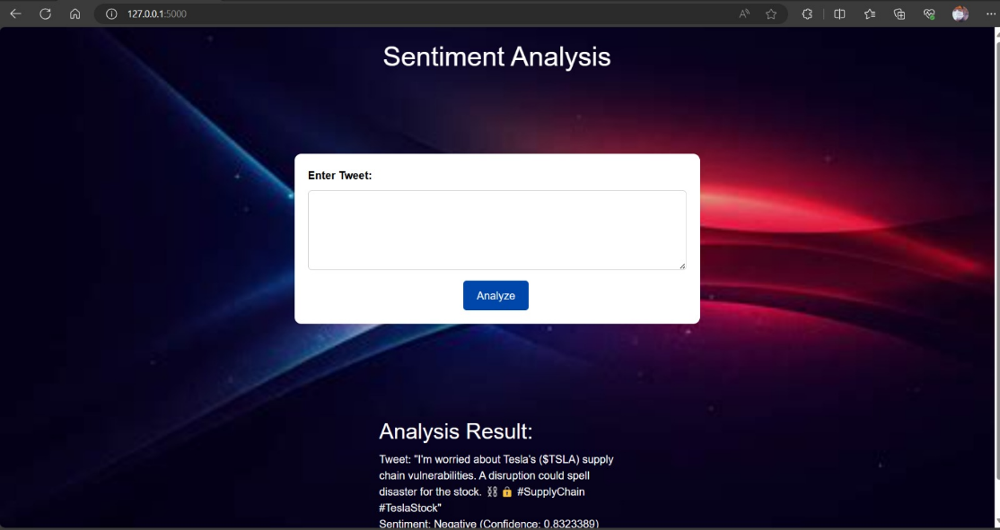 127.0.0.1:5000
Sentiment Analysis
Enter Tweet:
Analyze
Analysis Result:
Tweet: "I'm worried about Tesla's ($TSLA) supply
chain vulnerabilities. A disruption could spell
disaster for the stock. ⛓️ 🔒 #SupplyChain
#TeslaStock"
Sentiment: Negative (Confidence: 0.8323389)